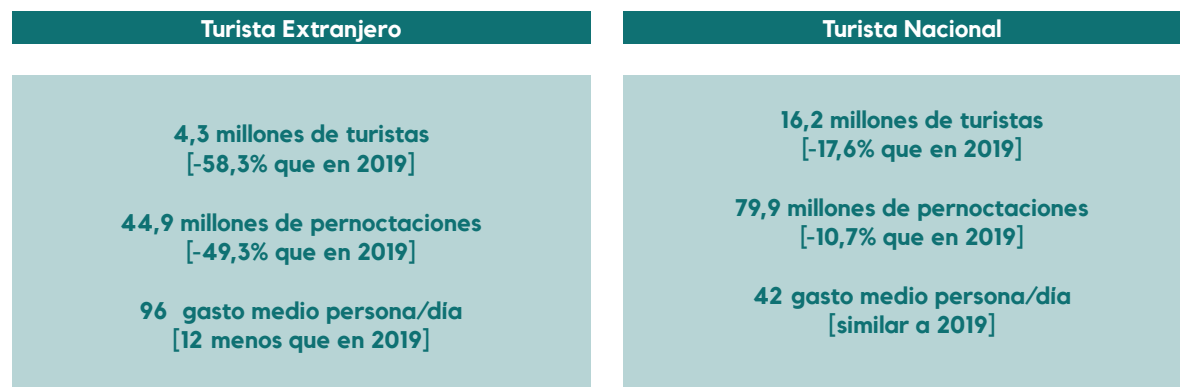 Turista Extranjero
4,3 millones de turistas
[-58,3% que en 2019]
44,9 millones de pernoctaciones
[-49,3% que en 2019]
96 gasto medio persona/día
[12 menos que en 2019]
Turista Nacional
16,2 millones de turistas
[-17,6% que en 2019]
79,9 millones de pernoctaciones
[-10,7% que en 2019]
42 gasto medio persona/día
[similar a 2019]